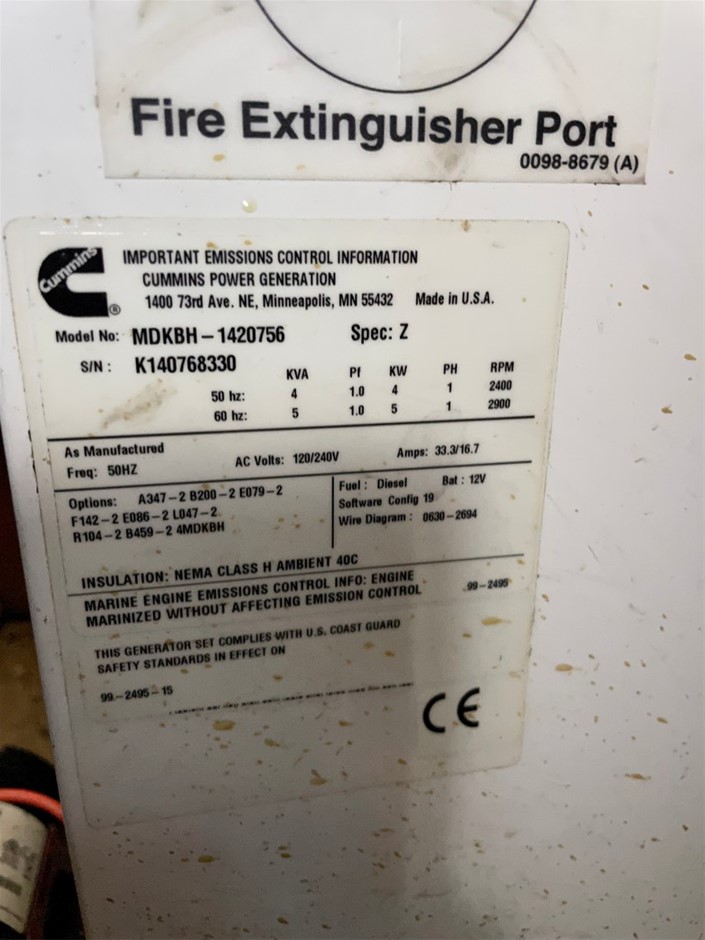 Fire Extinguisher Port
0098-8679 (A)
Cummins
®
IMPORTANT EMISSIONS CONTROL INFORMATION
CUMMINS POWER GENERATION
1400 73rd Ave. NE, Minneapolis, MN 55432 Made in U.S.A.
Model No: MDKBH-1420756 Spec: Z
S/N: K140768330
KVA Pf KW PH RPM
50 hz: 4 1.0 4 1 2400
60 hz: 5 1.0 5 1 2900
As Manufactured
Freq: 50HZ AC Volts: 120/240V Amps: 33.3/16.7
Options: A347-2 B200-2 E079-2
F142-2 E086-2 L047-2
R104-2 B459-2 4MDKBH
Fuel: Diesel Bat: 12V
Software Config 19
Wire Diagram: 0630-2694
INSULATION: NEMA CLASS H AMBIENT 40C
MARINE ENGINE EMISSIONS CONTROL INFO: ENGINE
MARINIZED WITHOUT AFFECTING EMISSION CONTROL 99-2495
THIS GENERATOR SET COMPLIES WITH U.S. COAST GUARD
SAFETY STANDARDS IN EFFECT ON
99-2495-15
CE